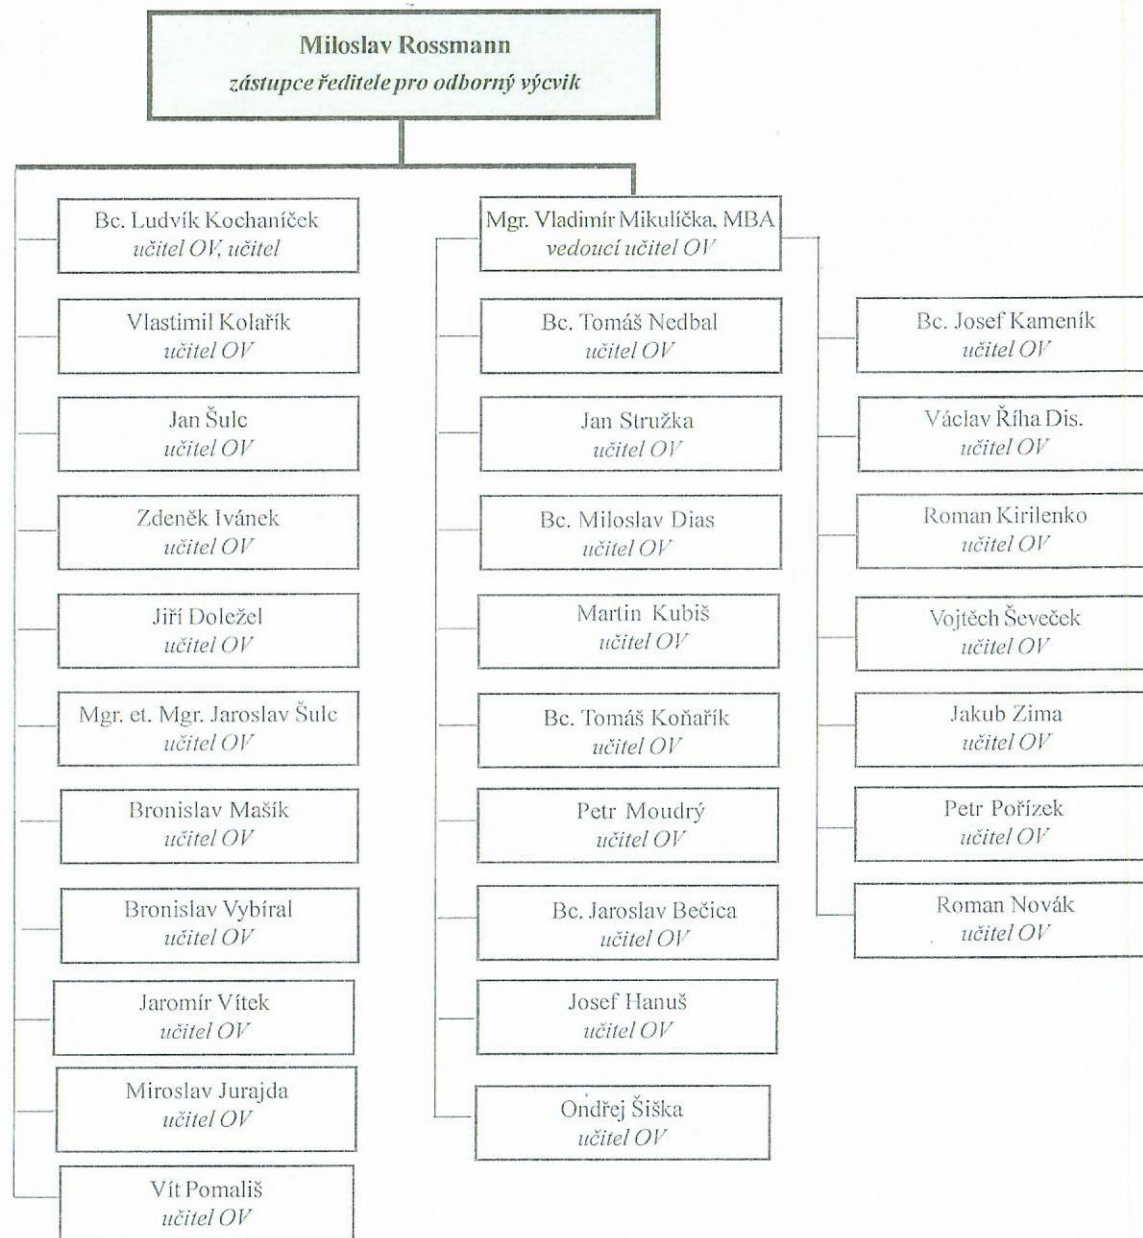 Miloslav Rossmann
zástupce ředitele pro odborný výcvik
Bc. Ludvík Kochaníček
učitel OV, učitel
Vlastimil Kolařík
učitel OV
Jan Šulc
učitel OV
Zdeněk Ivánek
učitel OV
Jiří Doležel
učitel OV
Mgr. et. Mgr. Jaroslav Šulc
učitel OV
Bronislav Mašík
učitel OV
Bronislav Vybíral
učitel OV
Jaromír Vítek
učitel OV
Miroslav Jurajda
učitel OV
Vít Pomališ
učitel OV
Mgr. Vladimír Mikulíčka, MBA
vedoucí učitel OV
Bc. Tomáš Nedbal
učitel OV
Jan Stružka
učitel OV
Bc. Miloslav Dias
učitel OV
Martin Kubiš
učitel OV
Bc. Tomáš Koňařík
učitel OV
Petr Moudrý
učitel OV
Bc. Jaroslav Bečica
učitel OV
Josef Hanuš
učitel OV
Ondřej Šiška
učitel OV
Bc. Josef Kameník
učitel OV
Václav Říha Dis.
učitel OV
Roman Kirilenko
učitel OV
Vojtěch Ševeček
učitel OV
Jakub Zima
učitel OV
Petr Pořízek
učitel OV
Roman Novák
učitel OV